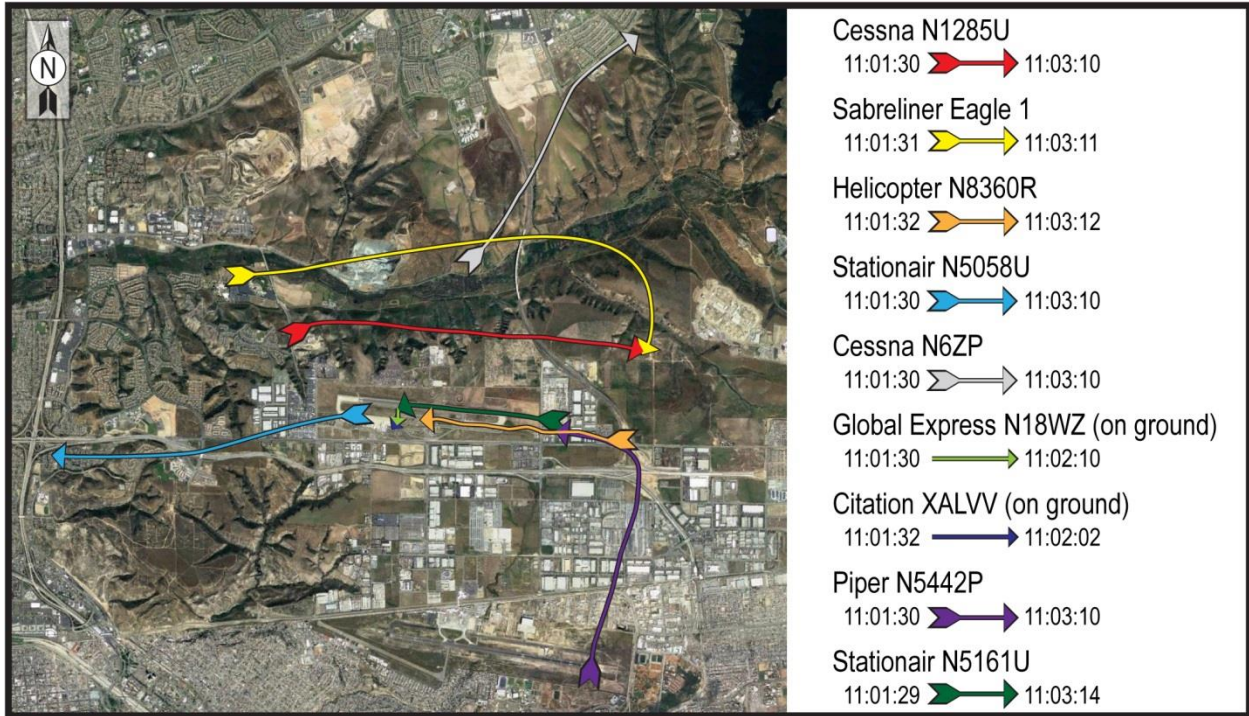 N
Cessna N1285U
11:01:30 11:03:10
Sabreliner Eagle 1
11:01:31 11:03:11
Helicopter N8360R
11:01:32 11:03:12
Stationair N5058U
11:01:30 11:03:10
Cessna N6ZP
11:01:30 11:03:10
Global Express N18WZ (on ground)
11:01:30 11:02:10
Citation XALVV (on ground)
11:01:32 11:02:02
Piper N5442P
11:01:30 11:03:10
Stationair N5161U
11:01:29 11:03:14